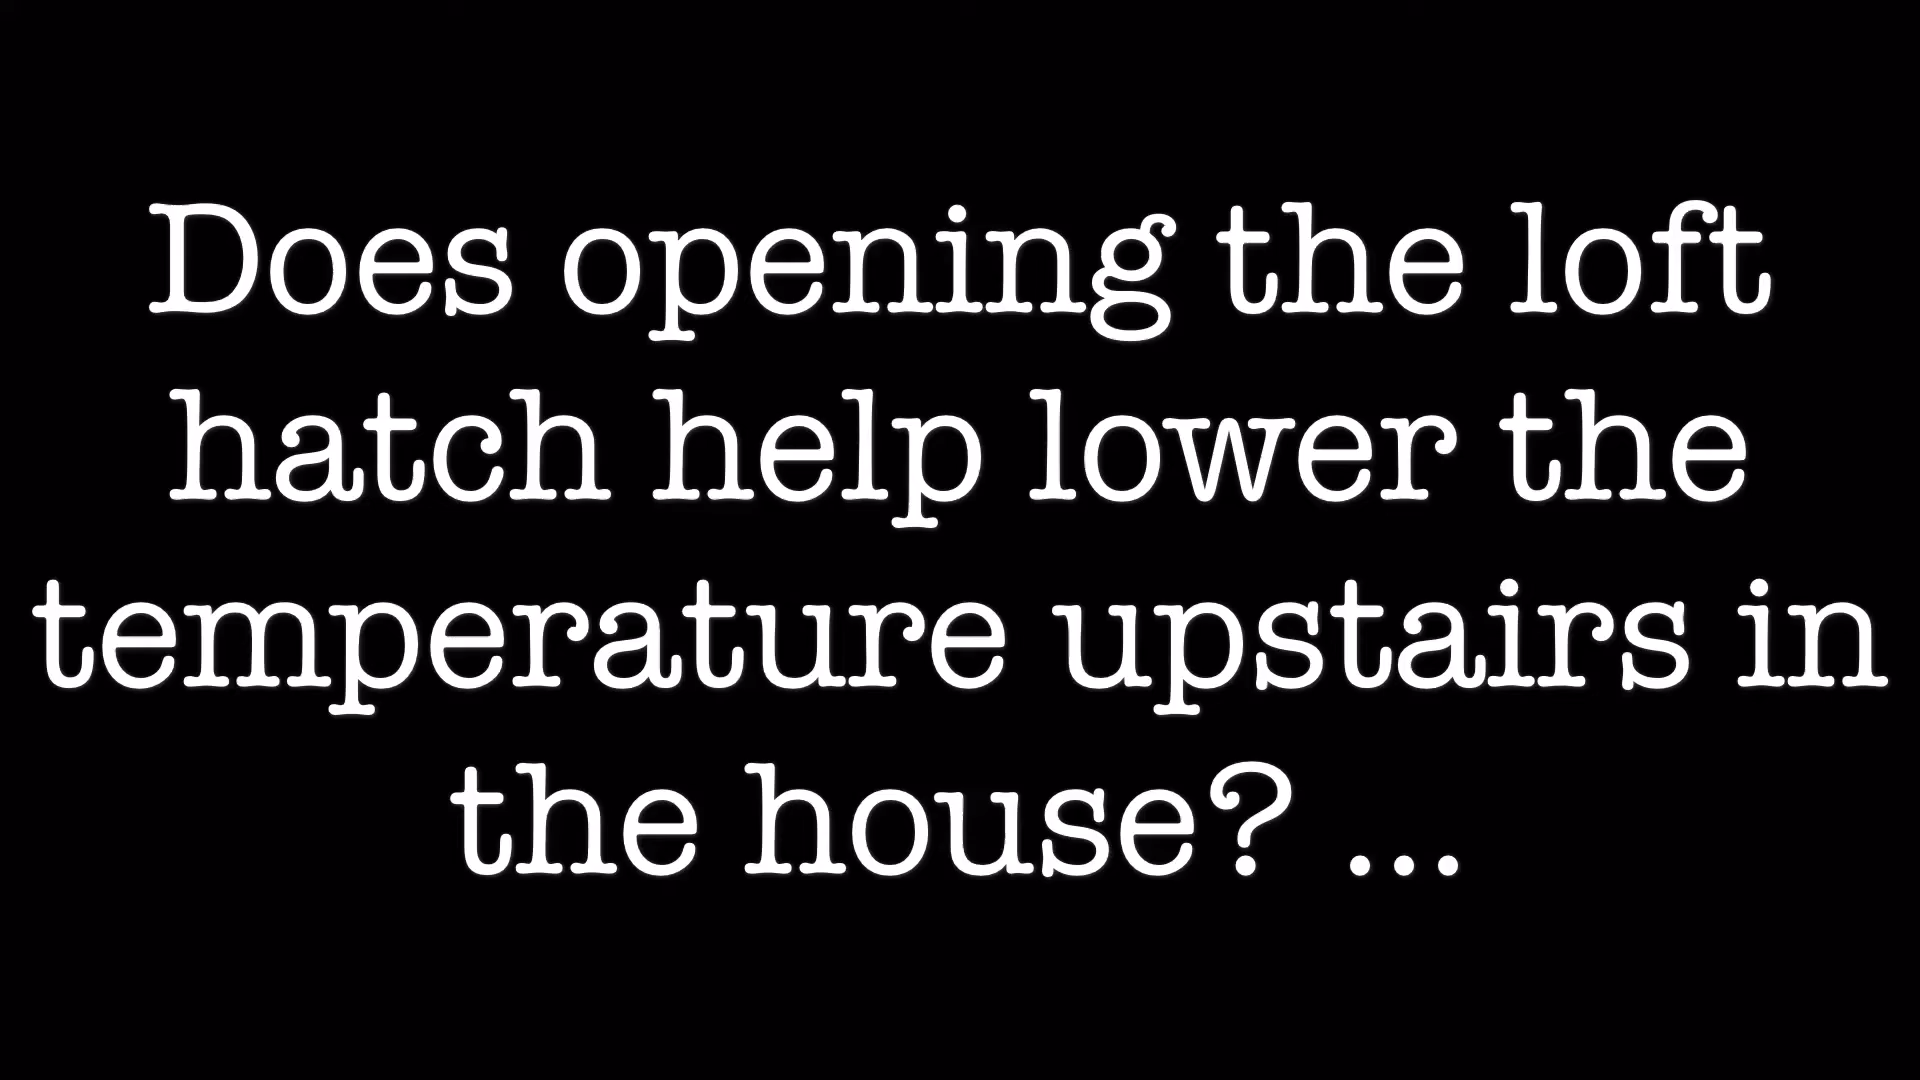 Does opening the loft
hatch help lower the
temperature upstairs in
the house? ...